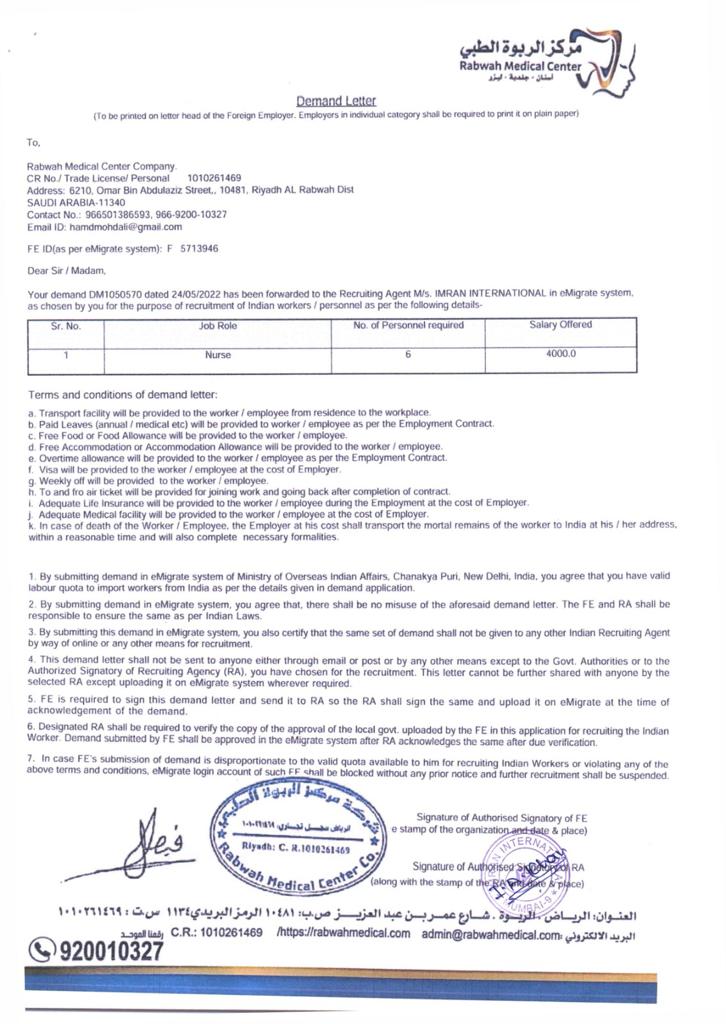 مركز الربوة الطبي
Rabwah Medical Center
أسنان - جلدية - ليزر
Demand Letter
(To be printed on letter head of the Foreign Employer. Employers in individual category shall be required to print it on plain paper)
To,
Rabwah Medical Center Company.
CR No./ Trade License/ Personal 1010261469
Address: 6210, Omar Bin Abdulaziz Street,, 10481, Riyadh AL Rabwah Dist
SAUDI ARABIA-11340
Contact No.: 966501386593, 966-9200-10327
Email ID: hamdmohdali@gmail.com
FE ID(as per eMigrate system): F 5713946
Dear Sir / Madam,
Your demand DM1050570 dated 24/05/2022 has been forwarded to the Recruiting Agent M/s. IMRAN INTERNATIONAL in eMigrate system,
as chosen by you for the purpose of recruitment of Indian workers / personnel as per the following details-
Sr. No. Job Role No. of Personnel required Salary Offered
1 Nurse 6 4000.0
Terms and conditions of demand letter:
a. Transport facility will be provided to the worker / employee from residence to the workplace.
b. Paid Leaves (annual / medical etc) will be provided to worker / employee as per the Employment Contract.
c. Free Food or Food Allowance will be provided to the worker / employee.
d. Free Accommodation or Accommodation Allowance will be provided to the worker / employee.
e. Overtime allowance will be provided to worker / employee as per the Employment Contract.
f. Visa will be provided to the worker / employee at the cost of Employer.
g. Weekly off will be provided to the worker / employee.
h. To and fro air ticket will be provided for joining work and going back after completion of contract.
i. Adequate Life Insurance will be provided to the worker / employee during the Employment at the cost of Employer.
j. Adequate Medical facility will be provided to the worker / employee at the cost of Employer.
k. In case of death of the Worker / Employee, the Employer at his cost shall transport the mortal remains of the worker to India at his / her address,
within a reasonable time and will also complete necessary formalities.
1. By submitting demand in eMigrate system of Ministry of Overseas Indian Affairs, Chanakya Puri, New Delhi, India, you agree that you have valid
labour quota to import workers from India as per the details given in demand application.
2. By submitting demand in eMigrate system, you agree that, there shall be no misuse of the aforesaid demand letter. The FE and RA shall be
responsible to ensure the same as per Indian Laws.
3. By submitting this demand in eMigrate system, you also certify that the same set of demand shall not be given to any other Indian Recruiting Agent
by way of online or any other means for recruitment.
4. This demand letter shall not be sent to anyone either through email or post or by any other means except to the Govt. Authorities or to the
Authorized Signatory of Recruiting Agency (RA), you have chosen for the recruitment. This letter cannot be further shared with anyone by the
selected RA except uploading it on eMigrate system wherever required.
5. FE is required to sign this demand letter and send it to RA so the RA shall sign the same and upload it on eMigrate at the time of
acknowledgement of the demand.
6. Designated RA shall be required to verify the copy of the approval of the local govt. uploaded by the FE in this application for recruiting the Indian
Worker. Demand submitted by FE shall be approved in the eMigrate system after RA acknowledges the same after due verification.
7. In case FE's submission of demand is disproportionate to the valid quota available to him for recruiting Indian Workers or violating any of the
above terms and conditions, eMigrate login account of such FE shall be blocked without any prior notice and further recruitment shall be suspended.
شركة مركز الربوة الطبي
الرياض سجل تجاري: ١٠١٠٢٦١٤٦٩
Riyadh: C. R.1010261469
Rabwah Medical Center Co.
Signature of Authorised Signatory of FE
e stamp of the organization and date & place)
Signature of Authorised Signatory of RA
(along with the stamp of the RA and date & place)
IMRAN INTERNATIONAL
MUMBAI-9
العنوان: الرياض، الربوة، شارع عمر بن عبد العزيز ص.ب: ١٠٤٨١ الرمز البريدي ١١٣٤ س.ت: ١٠١٠٢٦١٤٦٩
رقمنا الموحد C.R.: 1010261469 /https://rabwahmedical.com admin@rabwahmedical.com :البريد الالكتروني
920010327